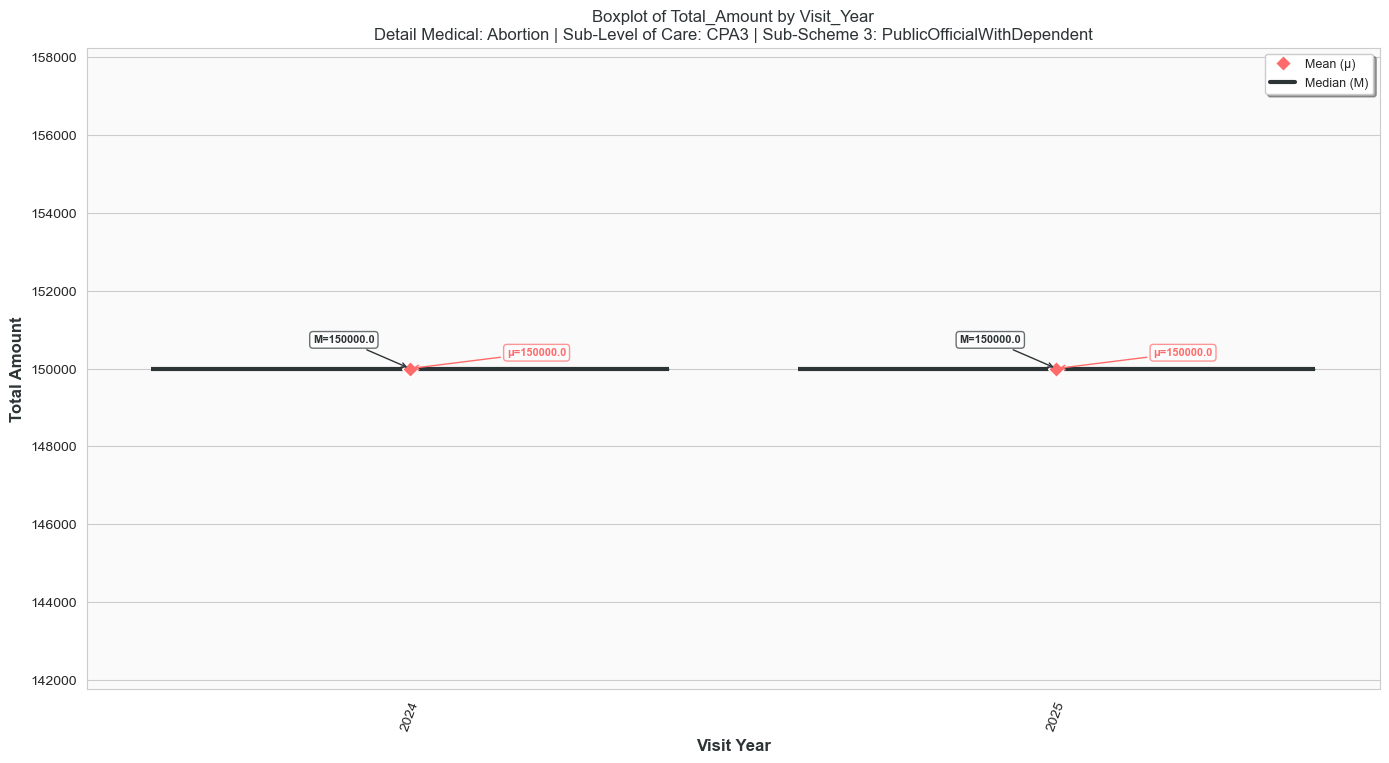 Boxplot of Total_Amount by Visit_Year
Detail Medical: Abortion | Sub-Level of Care: CPA3 | Sub-Scheme 3: PublicOfficialWithDependent
Mean (μ)
Median (M)
Total Amount
158000
156000
154000
152000
150000
148000
146000
144000
142000
M=150000.0
μ=150000.0
M=150000.0
μ=150000.0
2024
2025
Visit Year